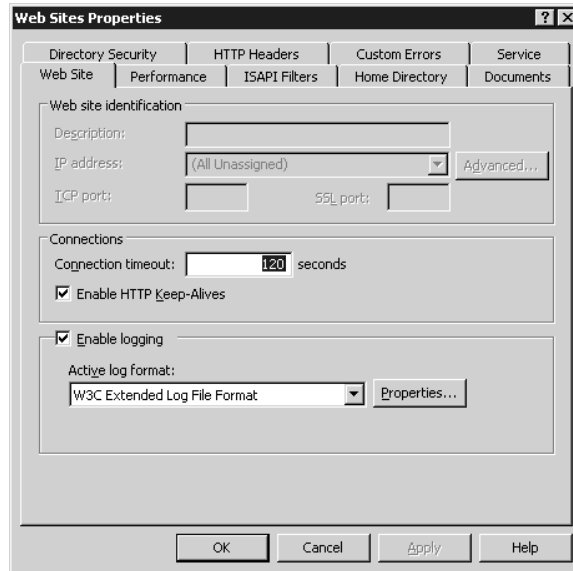 Web Sites Properties
Directory Security HTTP Headers Custom Errors Service
Web Site Performance ISAPI Filters Home Directory Documents
Web site identification
Description:
IP address: (All Unassigned) Advanced...
TCP port: SSL port:
Connections
Connection timeout: 120 seconds
Enable HTTP Keep-Alives
Enable logging
Active log format:
W3C Extended Log File Format Properties...
OK Cancel Apply Help